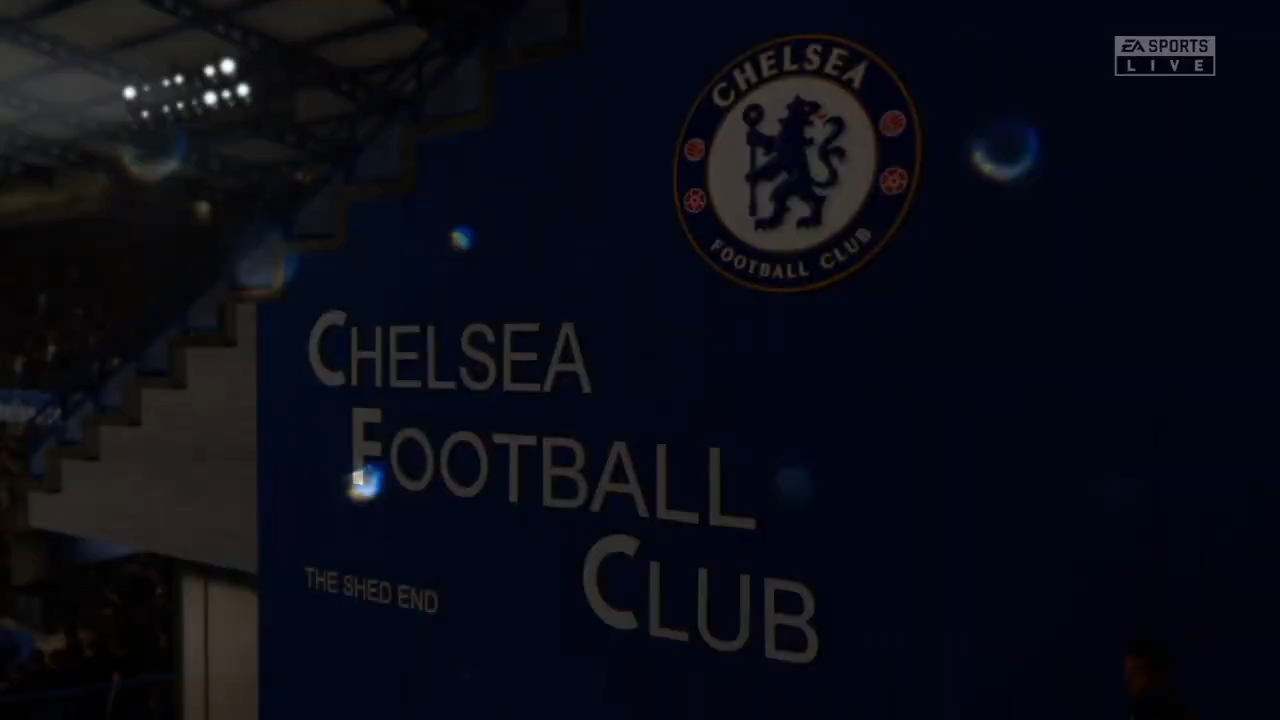 EA SPORTS
LIVE
CHELSEA
FOOTBALL CLUB
CHELSEA
FOOTBALL
CLUB
THE SHED END